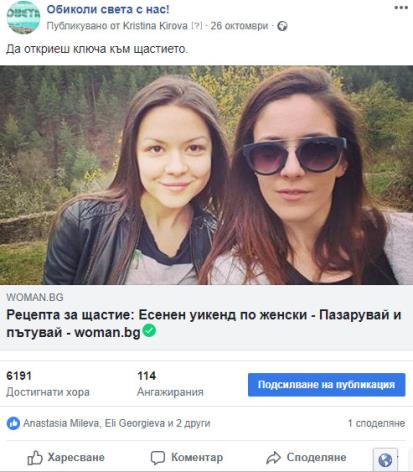 Обиколи света с нас!
Публикувано от Kristina Kirova [?] · 26 октомври ·
Да откриеш ключа към щастието.
WOMAN.BG
Рецепта за щастие: Есенен уикенд по женски - Пазарувай и
пътувай - woman.bg
6191
Достигнати хора
114
Ангажирания
Подсилване на публикация
Anastasia Mileva, Eli Georgieva и 2 други
1 споделяне
Харесване
Коментар
Споделяне